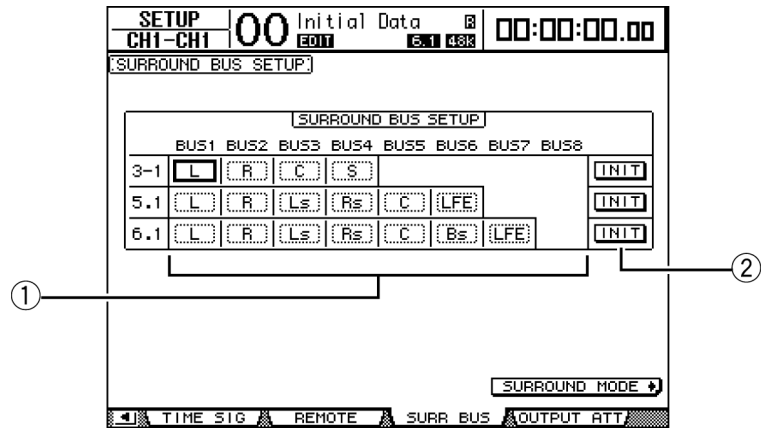 SETUP 00 Initial Data R 00:00:00.00
CH1-CH1 EDIT 6.1 48k
SURROUND BUS SETUP
SURROUND BUS SETUP
BUS1 BUS2 BUS3 BUS4 BUS5 BUS6 BUS7 BUS8
3-1 L R C S INIT
5.1 L R Ls Rs C LFE INIT
6.1 L R Ls Rs C Bs LFE INIT
① ②
SURROUND MODE
TIME SIG REMOTE SURR BUS OUTPUT ATT